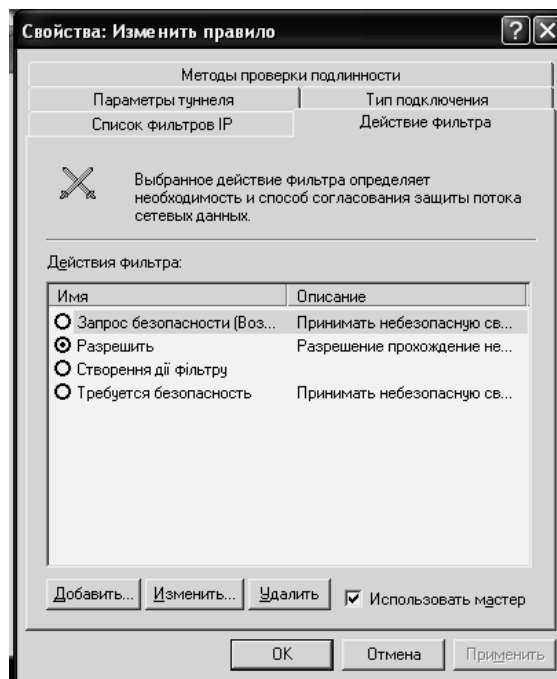 Свойства: Изменить правило
Методы проверки подлинности
Параметры туннеля
Тип подключения
Список фильтров IP
Действие фильтра
Выбранное действие фильтра определяет
необходимость и способ согласования защиты потока
сетевых данных.
Действия фильтра:
Имя Описание
Запрос безопасности (Воз... Принимать небезопасную св...
Разрешить Разрешение прохождение не...
Створення дії фільтру
Требуется безопасность Принимать небезопасную св...
Добавить... Изменить... Удалить Использовать мастер
OK Отмена Применить